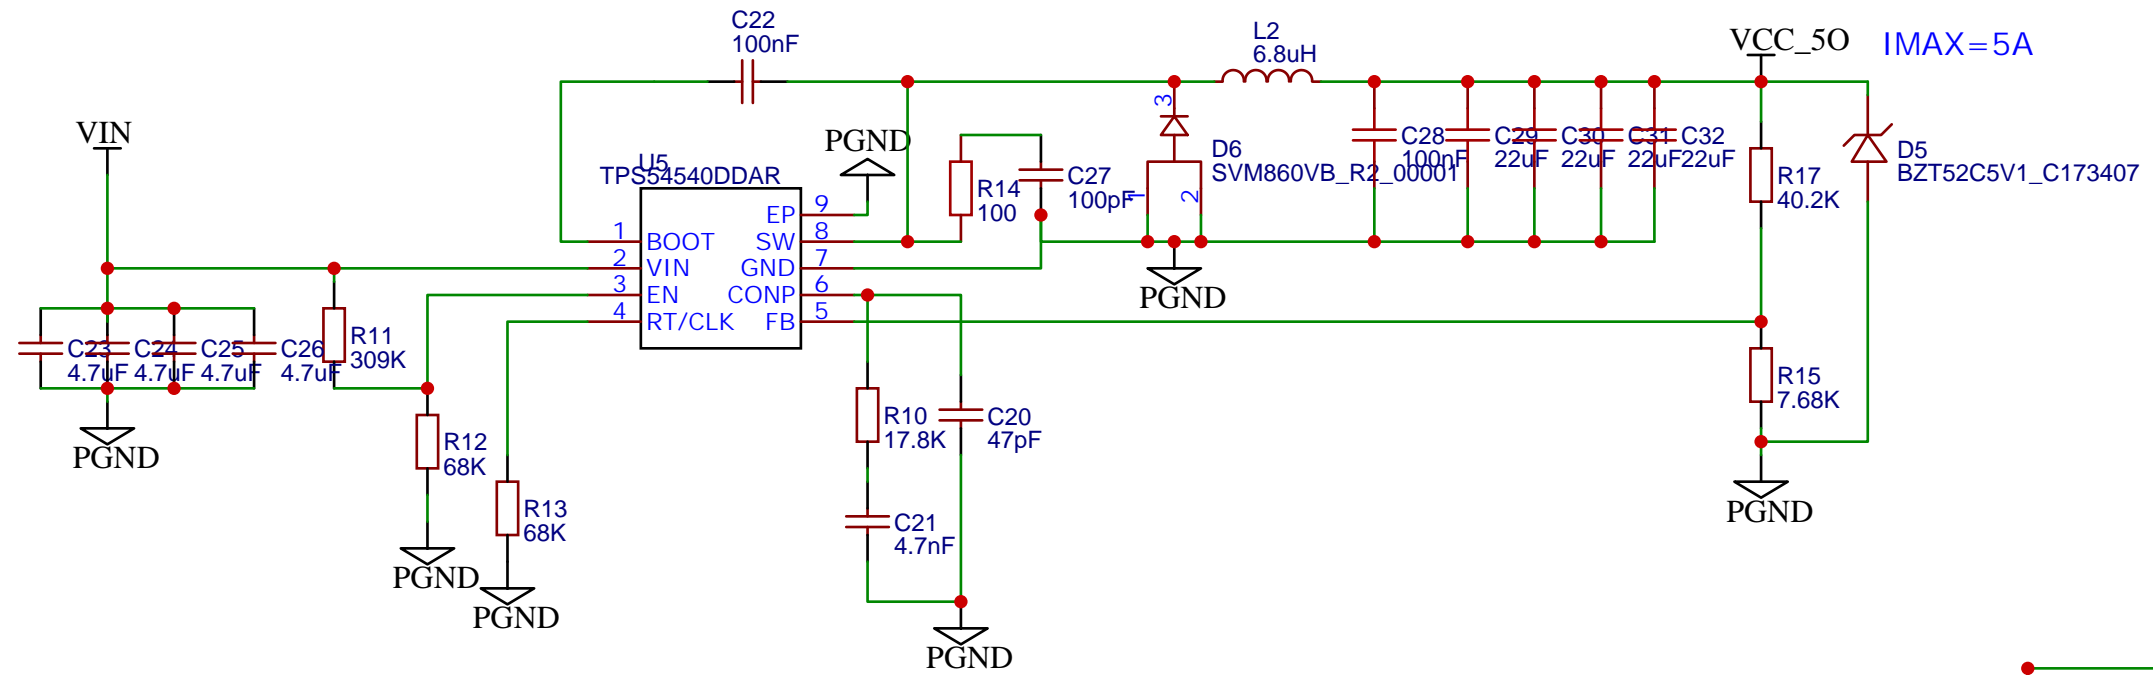 C22
100nF
L2
6.8uH
VCC_5O
IMAX=5A
VIN
PGND
U5
TPS54540DDAR
1
BOOT
2
VIN
3
EN
4
RT/CLK
EP
9
SW
8
GND
7
CONP
6
FB
5
R14
100
C27
100pF
3
1
2
D6
SVM860VB_R2_00001
PGND
C28
100nF
C29
22uF
C30
22uF
C31
22uF
C32
22uF
R17
40.2K
D5
BZT52C5V1_C173407
C23
4.7uF
C24
4.7uF
C25
4.7uF
C26
4.7uF
R11
309K
PGND
R12
68K
PGND
R13
68K
PGND
R10
17.8K
C20
47pF
C21
4.7nF
PGND
R15
7.68K
PGND